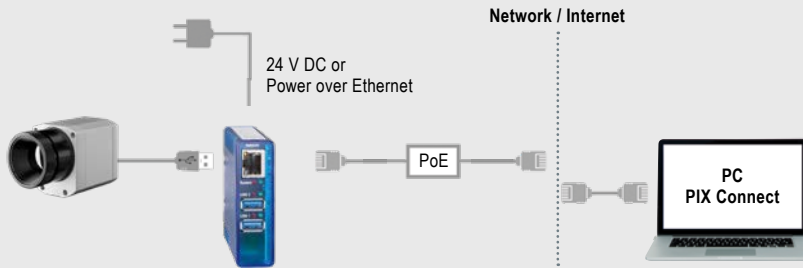 Network / Internet
24 V DC or
Power over Ethernet
PoE
PC
PIX Connect